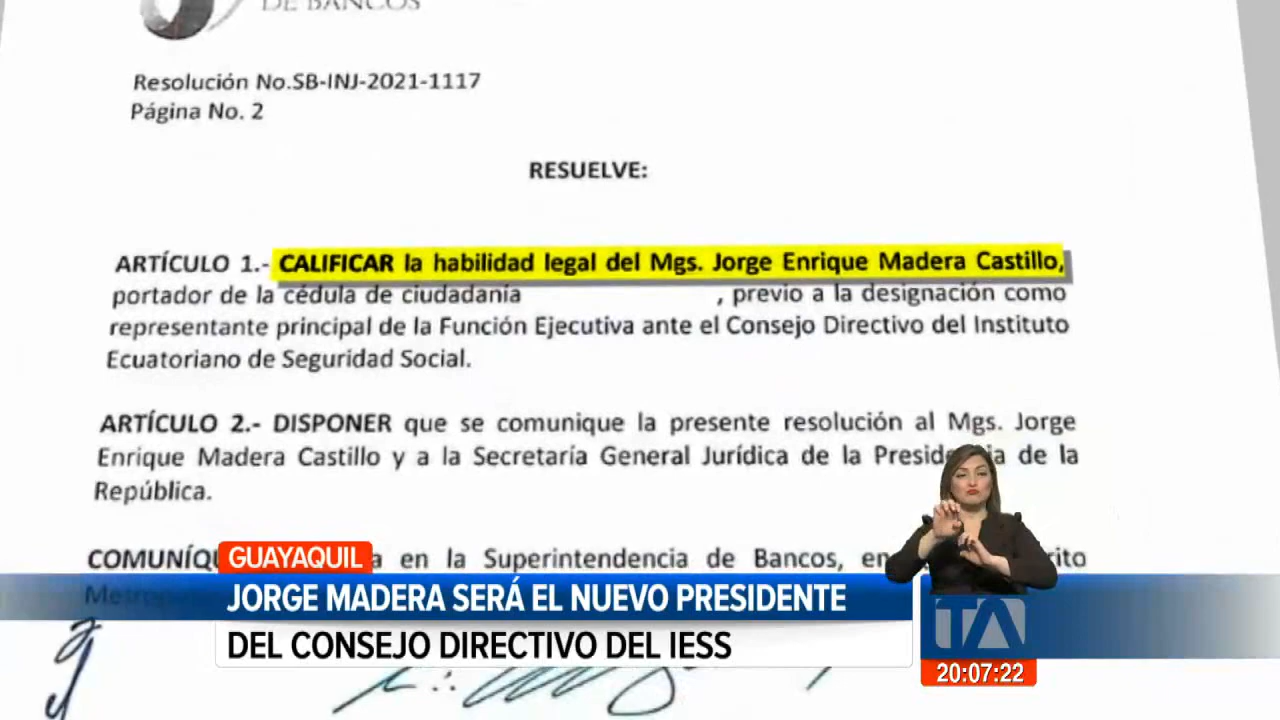 DE BANCOS
Resolución No.SB-INJ-2021-1117
Página No. 2
RESUELVE:
ARTÍCULO 1.- CALIFICAR la habilidad legal del Mgs. Jorge Enrique Madera Castillo,
portador de la cédula de ciudadanía , previo a la designación como
representante principal de la Función Ejecutiva ante el Consejo Directivo del Instituto
Ecuatoriano de Seguridad Social.
ARTÍCULO 2.- DISPONER que se comunique la presente resolución al Mgs. Jorge
Enrique Madera Castillo y a la Secretaría General Jurídica de la Presidencia de la
República.
en la Superintendencia de Bancos, en
GUAYAQUIL
JORGE MADERA SERÁ EL NUEVO PRESIDENTE
DEL CONSEJO DIRECTIVO DEL IESS
TA
20:07:22